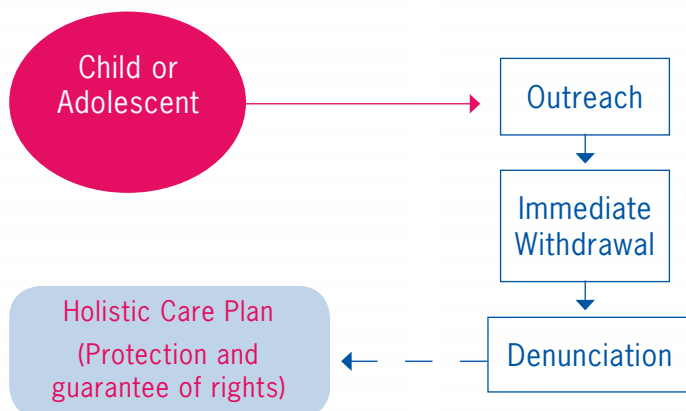 Child or
Adolescent
Outreach
Immediate
Withdrawal
Denunciation
Holistic Care Plan
(Protection and
guarantee of rights)